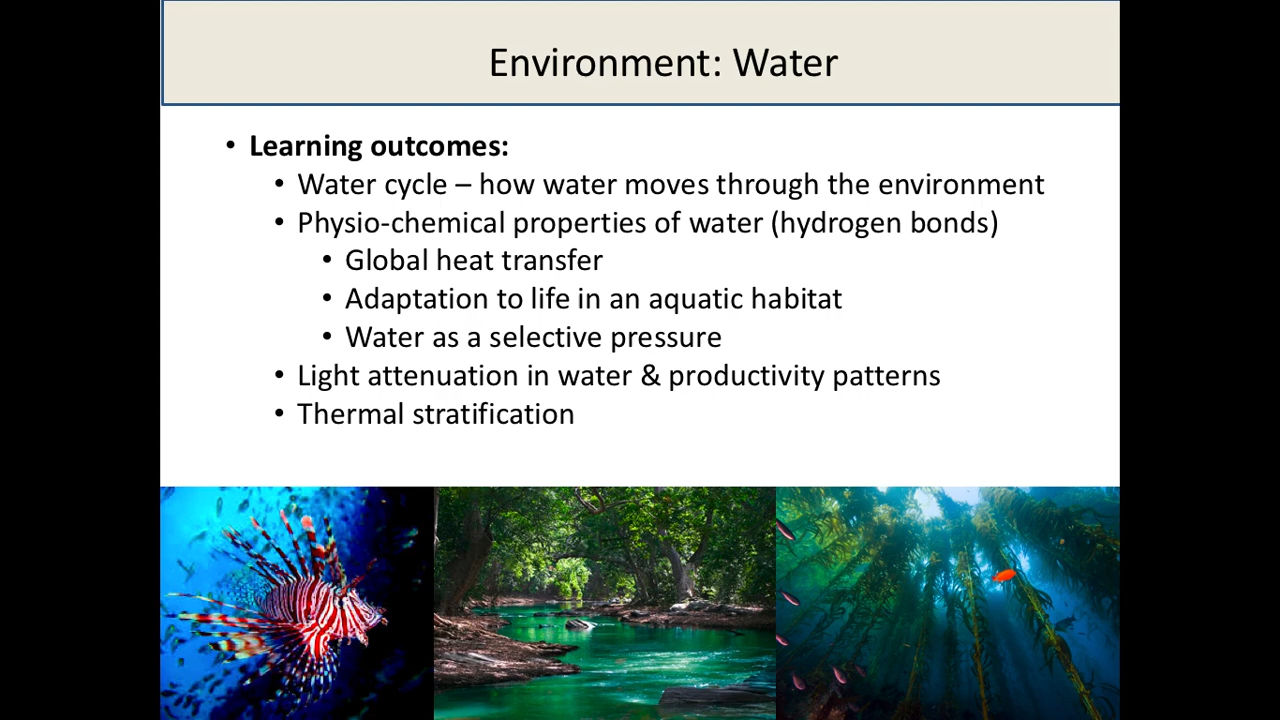 Environment: Water
• Learning outcomes:
• Water cycle – how water moves through the environment
• Physio-chemical properties of water (hydrogen bonds)
• Global heat transfer
• Adaptation to life in an aquatic habitat
• Water as a selective pressure
• Light attenuation in water & productivity patterns
• Thermal stratification